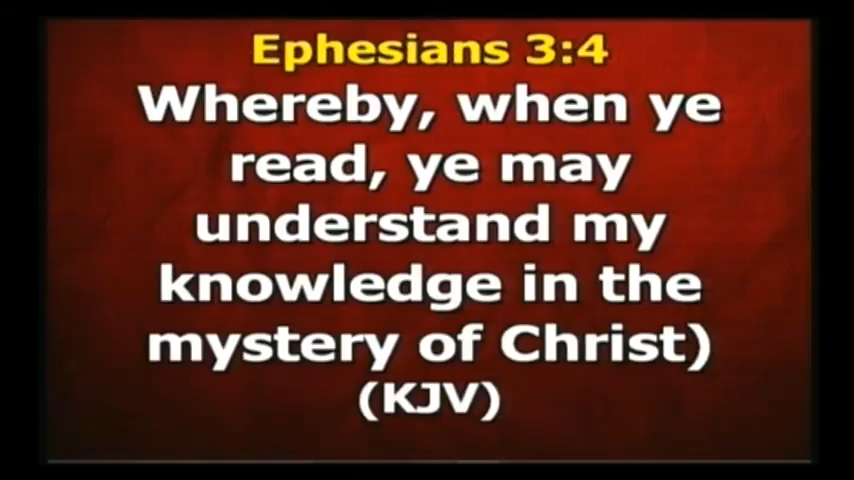 Ephesians 3:4
Whereby, when ye
read, ye may
understand my
knowledge in the
mystery of Christ)
(KJV)